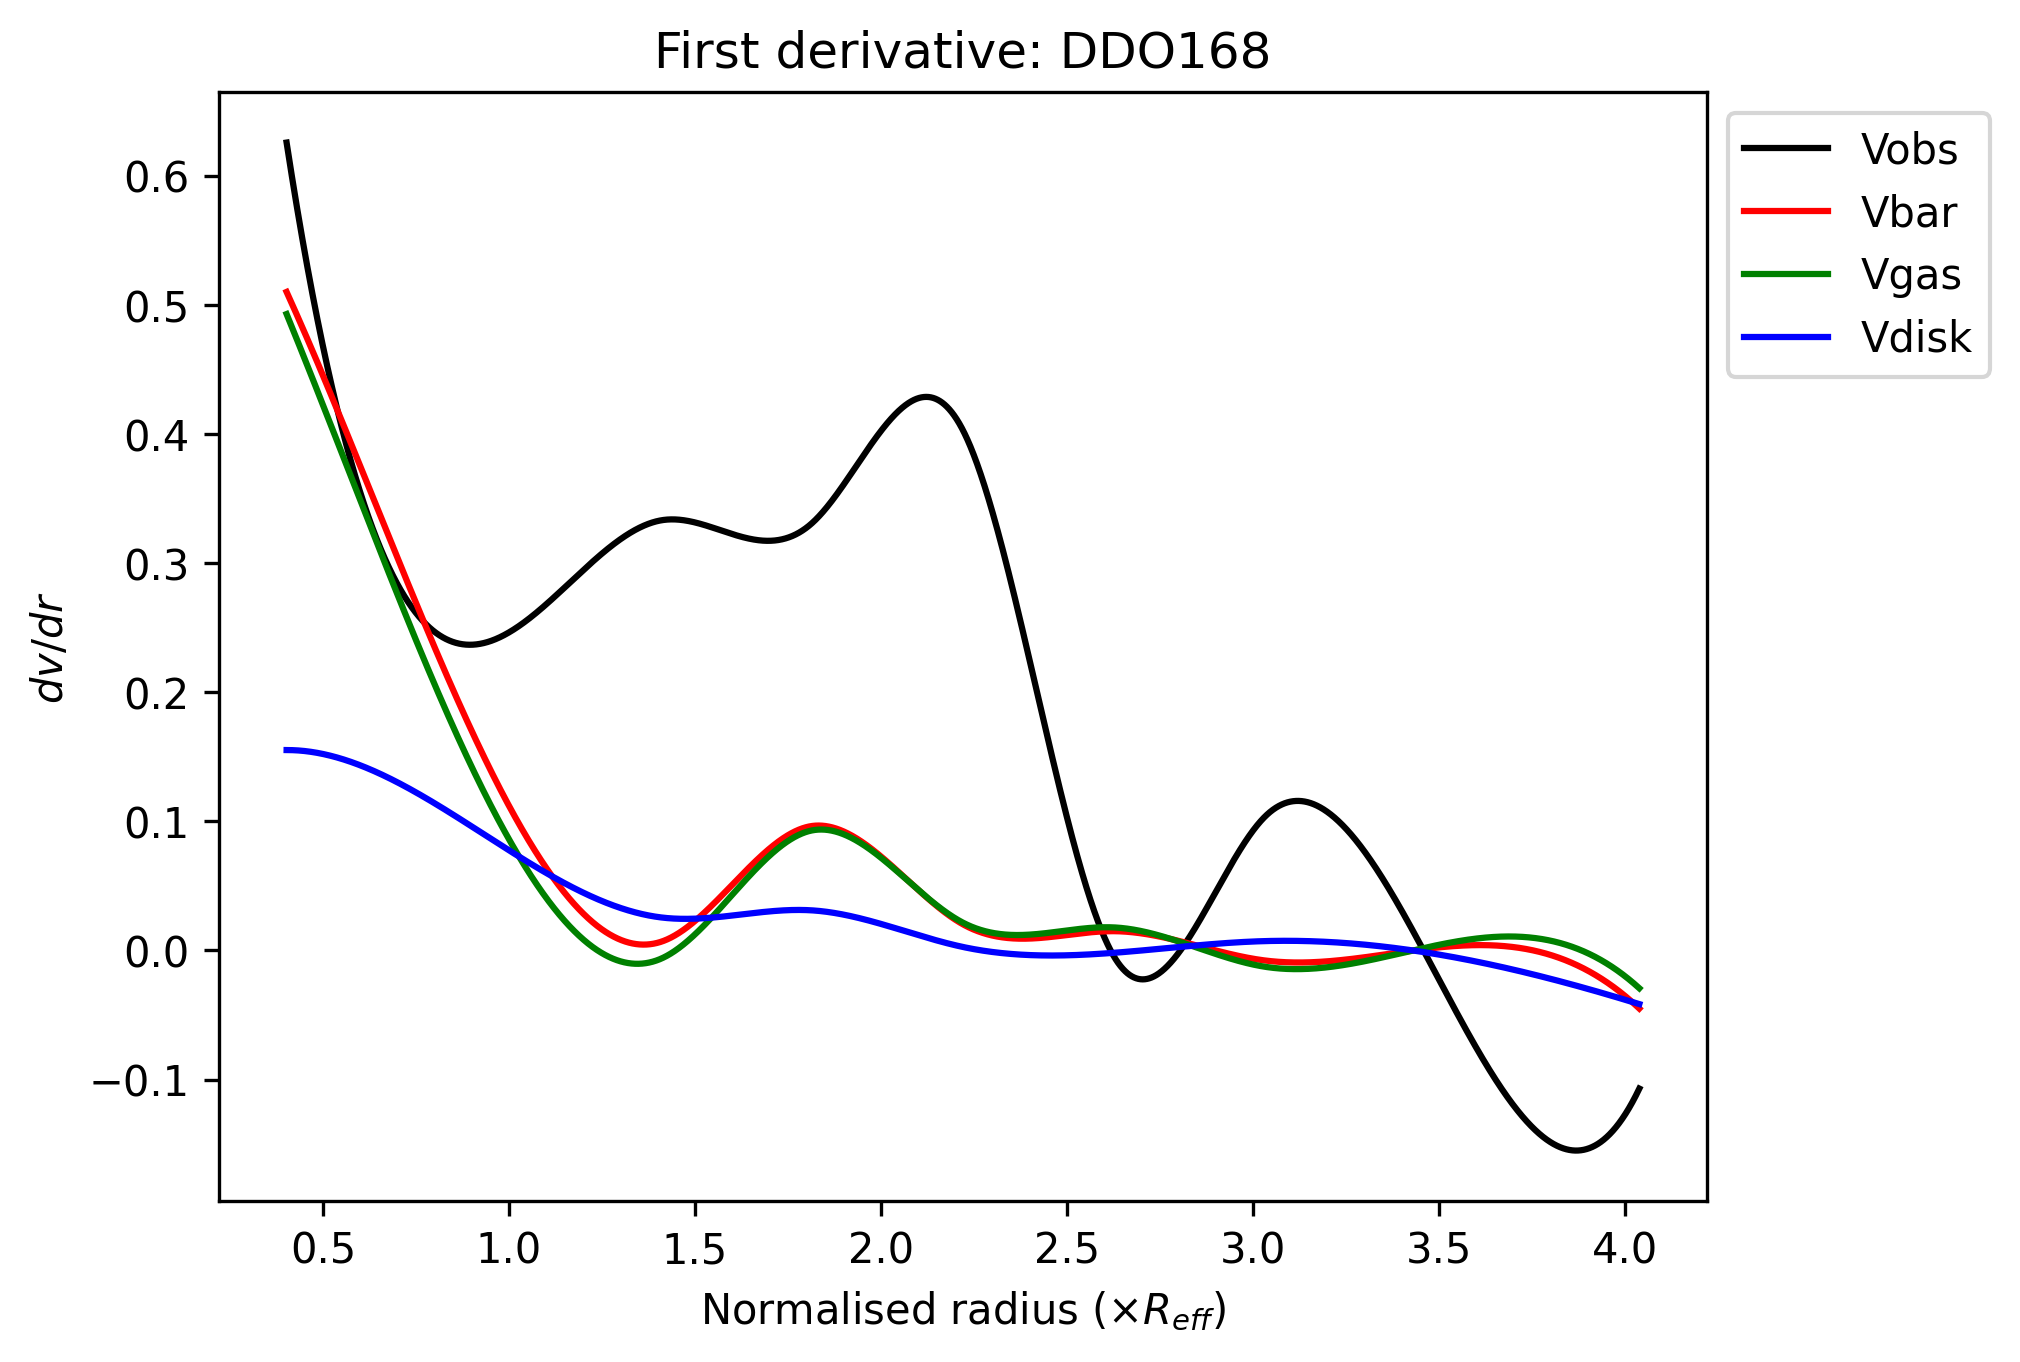 First derivative: DDO168
Vobs
Vbar
Vgas
Vdisk
dv/dr
0.6
0.5
0.4
0.3
0.2
0.1
0.0
−0.1
0.5 1.0 1.5 2.0 2.5 3.0 3.5 4.0
Normalised radius (×R_eff)